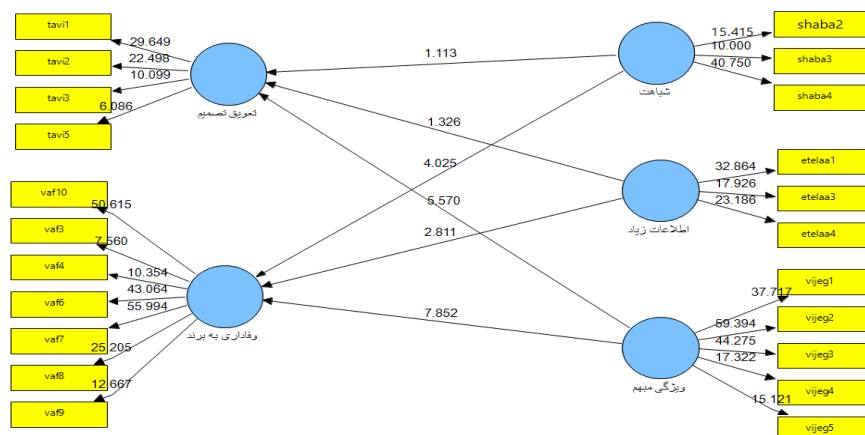 tavi1
tavi2
tavi3
tavi5
29.649
22.498
10.099
6.086
تعویق تصمیم
1.113
1.326
4.025
5.570
2.811
7.852
شباهت
15.415
10.000
40.750
shaba2
shaba3
shaba4
اطلاعات زیاد
32.864
17.926
23.186
etelaa1
etelaa3
etelaa4
vaf10
vaf3
vaf4
vaf6
vaf7
vaf8
vaf9
50.615
7.560
10.354
43.064
55.994
25.205
12.667
وفاداری به برند
ویژگی مبهم
37.717
59.394
44.275
17.322
15.121
vijeg1
vijeg2
vijeg3
vijeg4
vijeg5